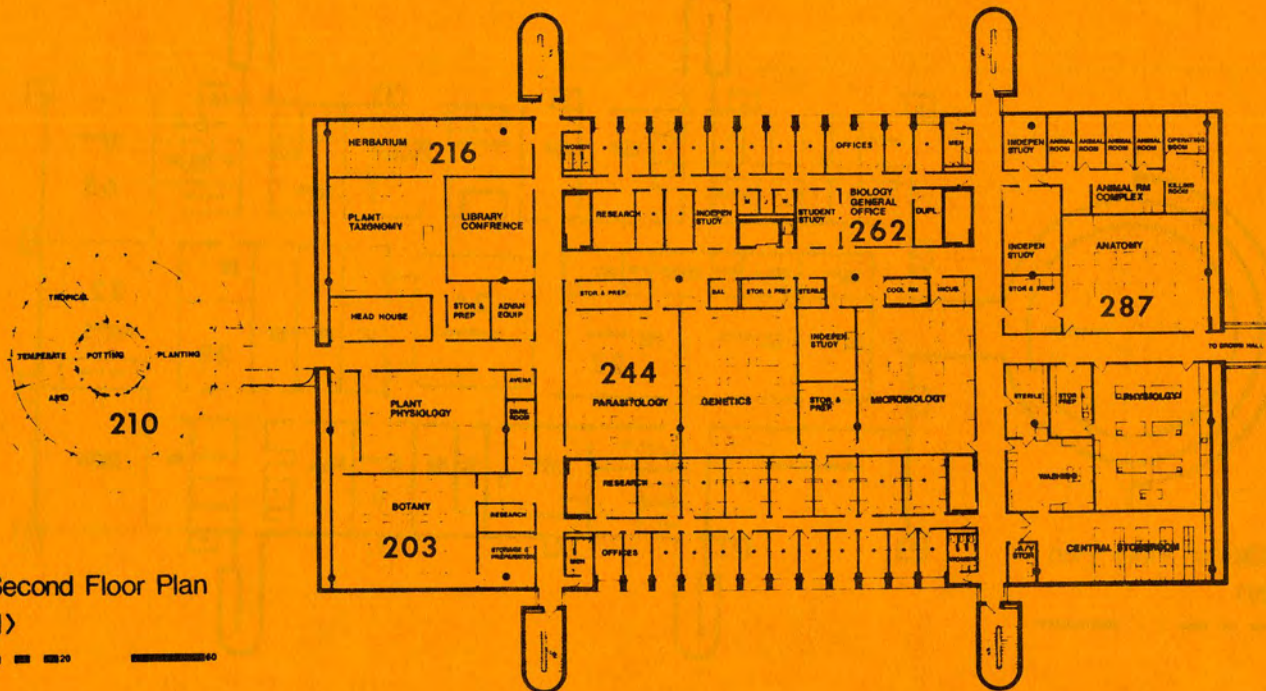 HERBARIUM
216
PLANT
TAXONOMY
LIBRARY
CONFRENCE
HEAD HOUSE
STOR &
PREP
ADVAN
EQUIP
TROPICAL
TEMPERATE
POTTING
PLANTING
ARID
210
PLANT
PHYSIOLOGY
AVENA
DARK
ROOM
BOTANY
203
RESEARCH
STORAGE &
PREPARATION
WOMEN
OFFICES
MEN
RESEARCH
INDEPEN
STUDY
W
J
M
STUDENT
STUDY
BIOLOGY
GENERAL
OFFICE
262
DUPL.
STOR & PREP
BAL
STOR & PREP
STERILE
COOL RM
INCUB.
244
PARASITOLOGY
GENETICS
INDEPEN.
STUDY
STOR. &
PREP.
MICROBIOLOGY
RESEARCH
MEN
OFFICES
WOMEN
INDEPEN
STUDY
ANIMAL
ROOM
ANIMAL
ROOM
ANIMAL
ROOM
ANIMAL
ROOM
OPERATING
ROOM
ANIMAL RM
COMPLEX
KILLING
ROOM
INDEPEN
STUDY
ANATOMY
287
STOR & PREP
TO BROWN HALL
STERILE
STOR &
PREP
PHYSIOLOGY
WASHING
STOR
CENTRAL STOREROOM
Second Floor Plan
20
60